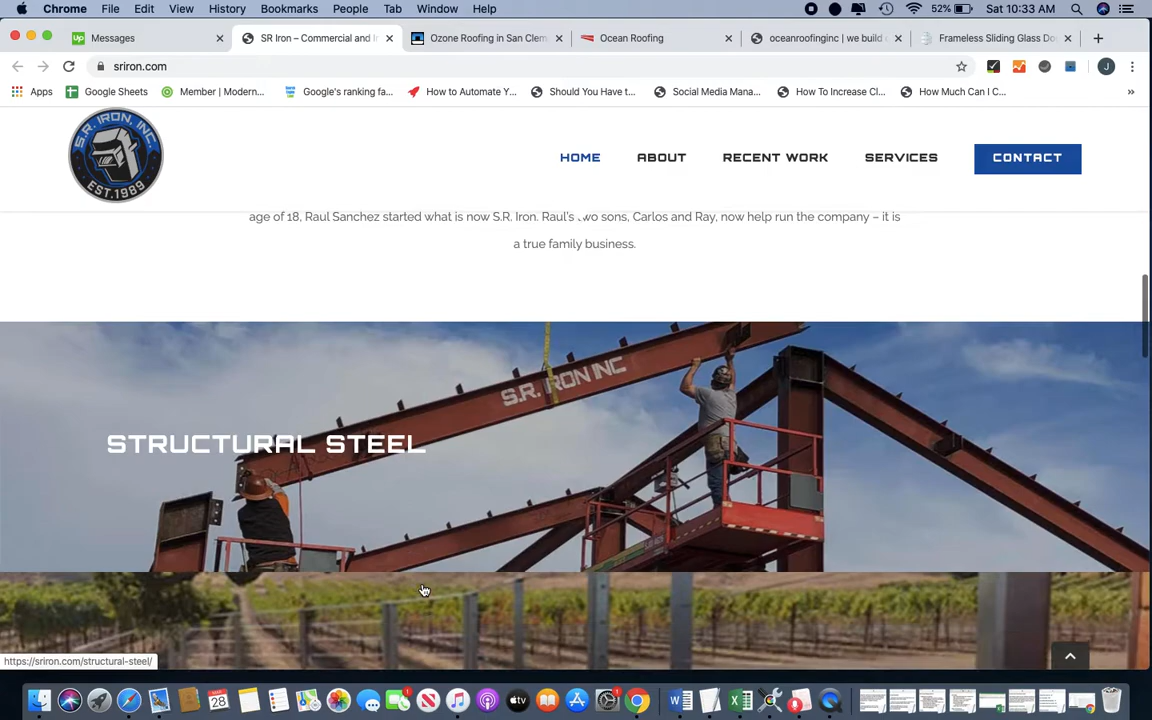 Chrome File Edit View History Bookmarks People Tab Window Help 52% Sat 10:33 AM
Messages SR Iron – Commercial and I Ozone Roofing in San Clem Ocean Roofing oceanroofinginc | we build Frameless Sliding Glass Do
sriron.com
Apps Google Sheets Member | Modern... Google's ranking fa... How to Automate Y... Should You Have t... Social Media Mana... How To Increase Cl... How Much Can I C...
S.R. IRON, INC.
EST. 1989
HOME ABOUT RECENT WORK SERVICES CONTACT
age of 18, Raul Sanchez started what is now S.R. Iron. Raul's two sons, Carlos and Ray, now help run the company – it is
a true family business.
S.R. IRON INC
STRUCTURAL STEEL
https://sriron.com/structural-steel/